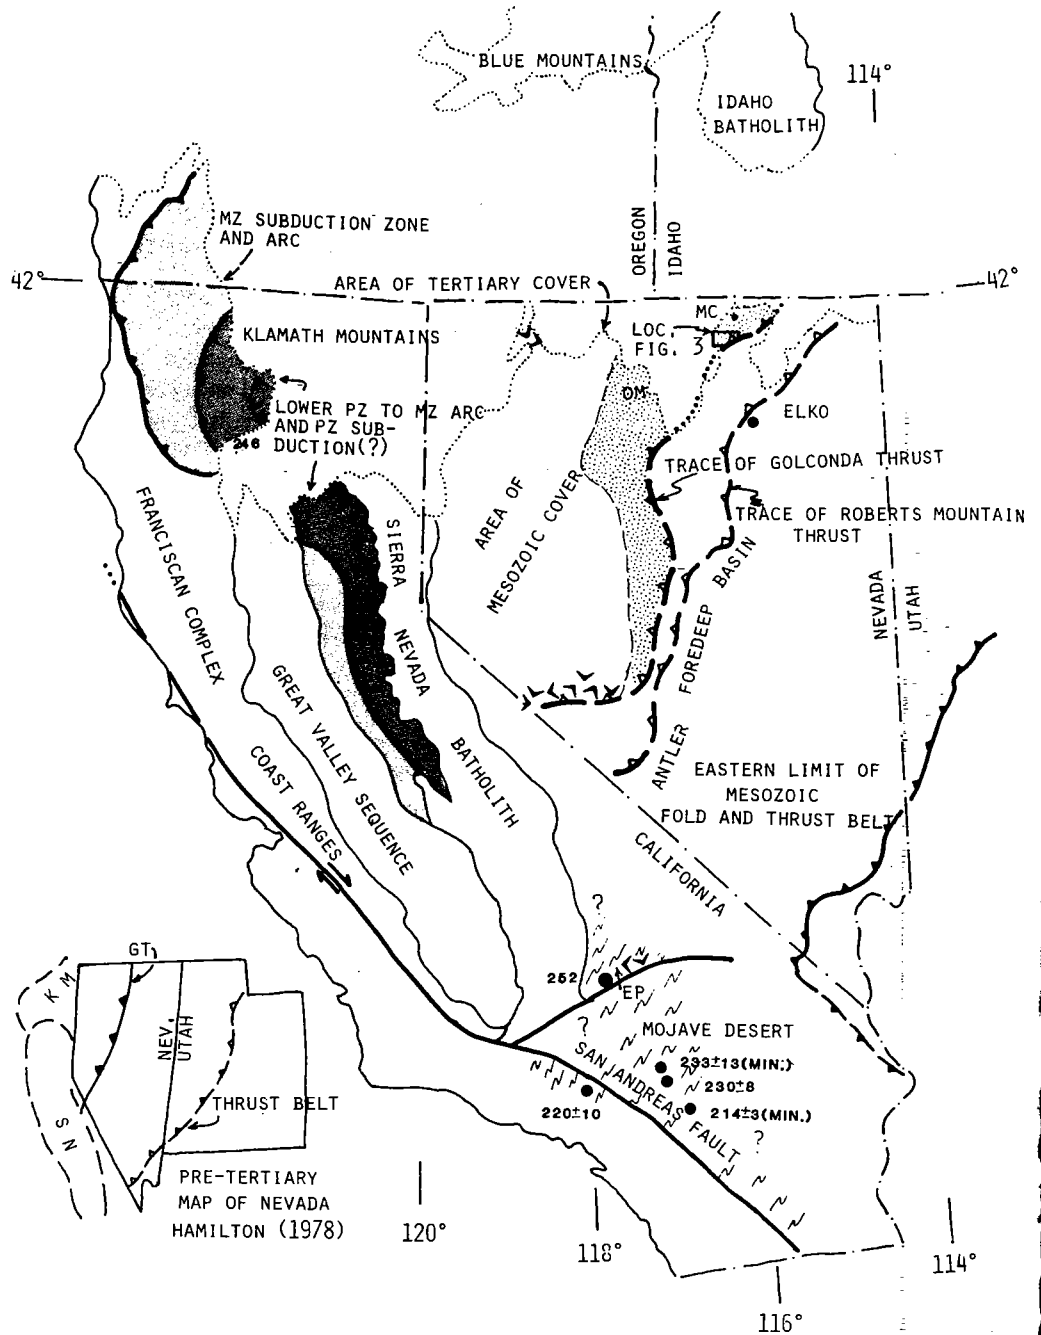 BLUE MOUNTAINS
114°
IDAHO
BATHOLITH
MZ SUBDUCTION ZONE
AND ARC
OREGON
IDAHO
42°
AREA OF TERTIARY COVER
42°
MC
KLAMATH MOUNTAINS
LOC.
FIG. 3
OM
LOWER PZ TO MZ ARC
AND PZ SUB-
DUCTION(?)
246
ELKO
TRACE OF GOLCONDA THRUST
TRACE OF ROBERTS MOUNTAIN
THRUST
AREA OF
MESOZOIC COVER
FRANCISCAN COMPLEX
SIERRA
NEVADA
BATHOLITH
GREAT VALLEY SEQUENCE
COAST RANGES
ANTLER
FOREDEEP
BASIN
NEVADA
UTAH
EASTERN LIMIT OF
MESOZOIC
FOLD AND THRUST BELT
CALIFORNIA
?
252
EP
?
MOJAVE DESERT
SAN ANDREAS FAULT
233±13(MIN.)
230±8
214±3(MIN.)
220±10
?
GT
KM
NEV.
UTAH
SN
THRUST BELT
PRE-TERTIARY
MAP OF NEVADA
HAMILTON (1978)
120°
118°
116°
114°